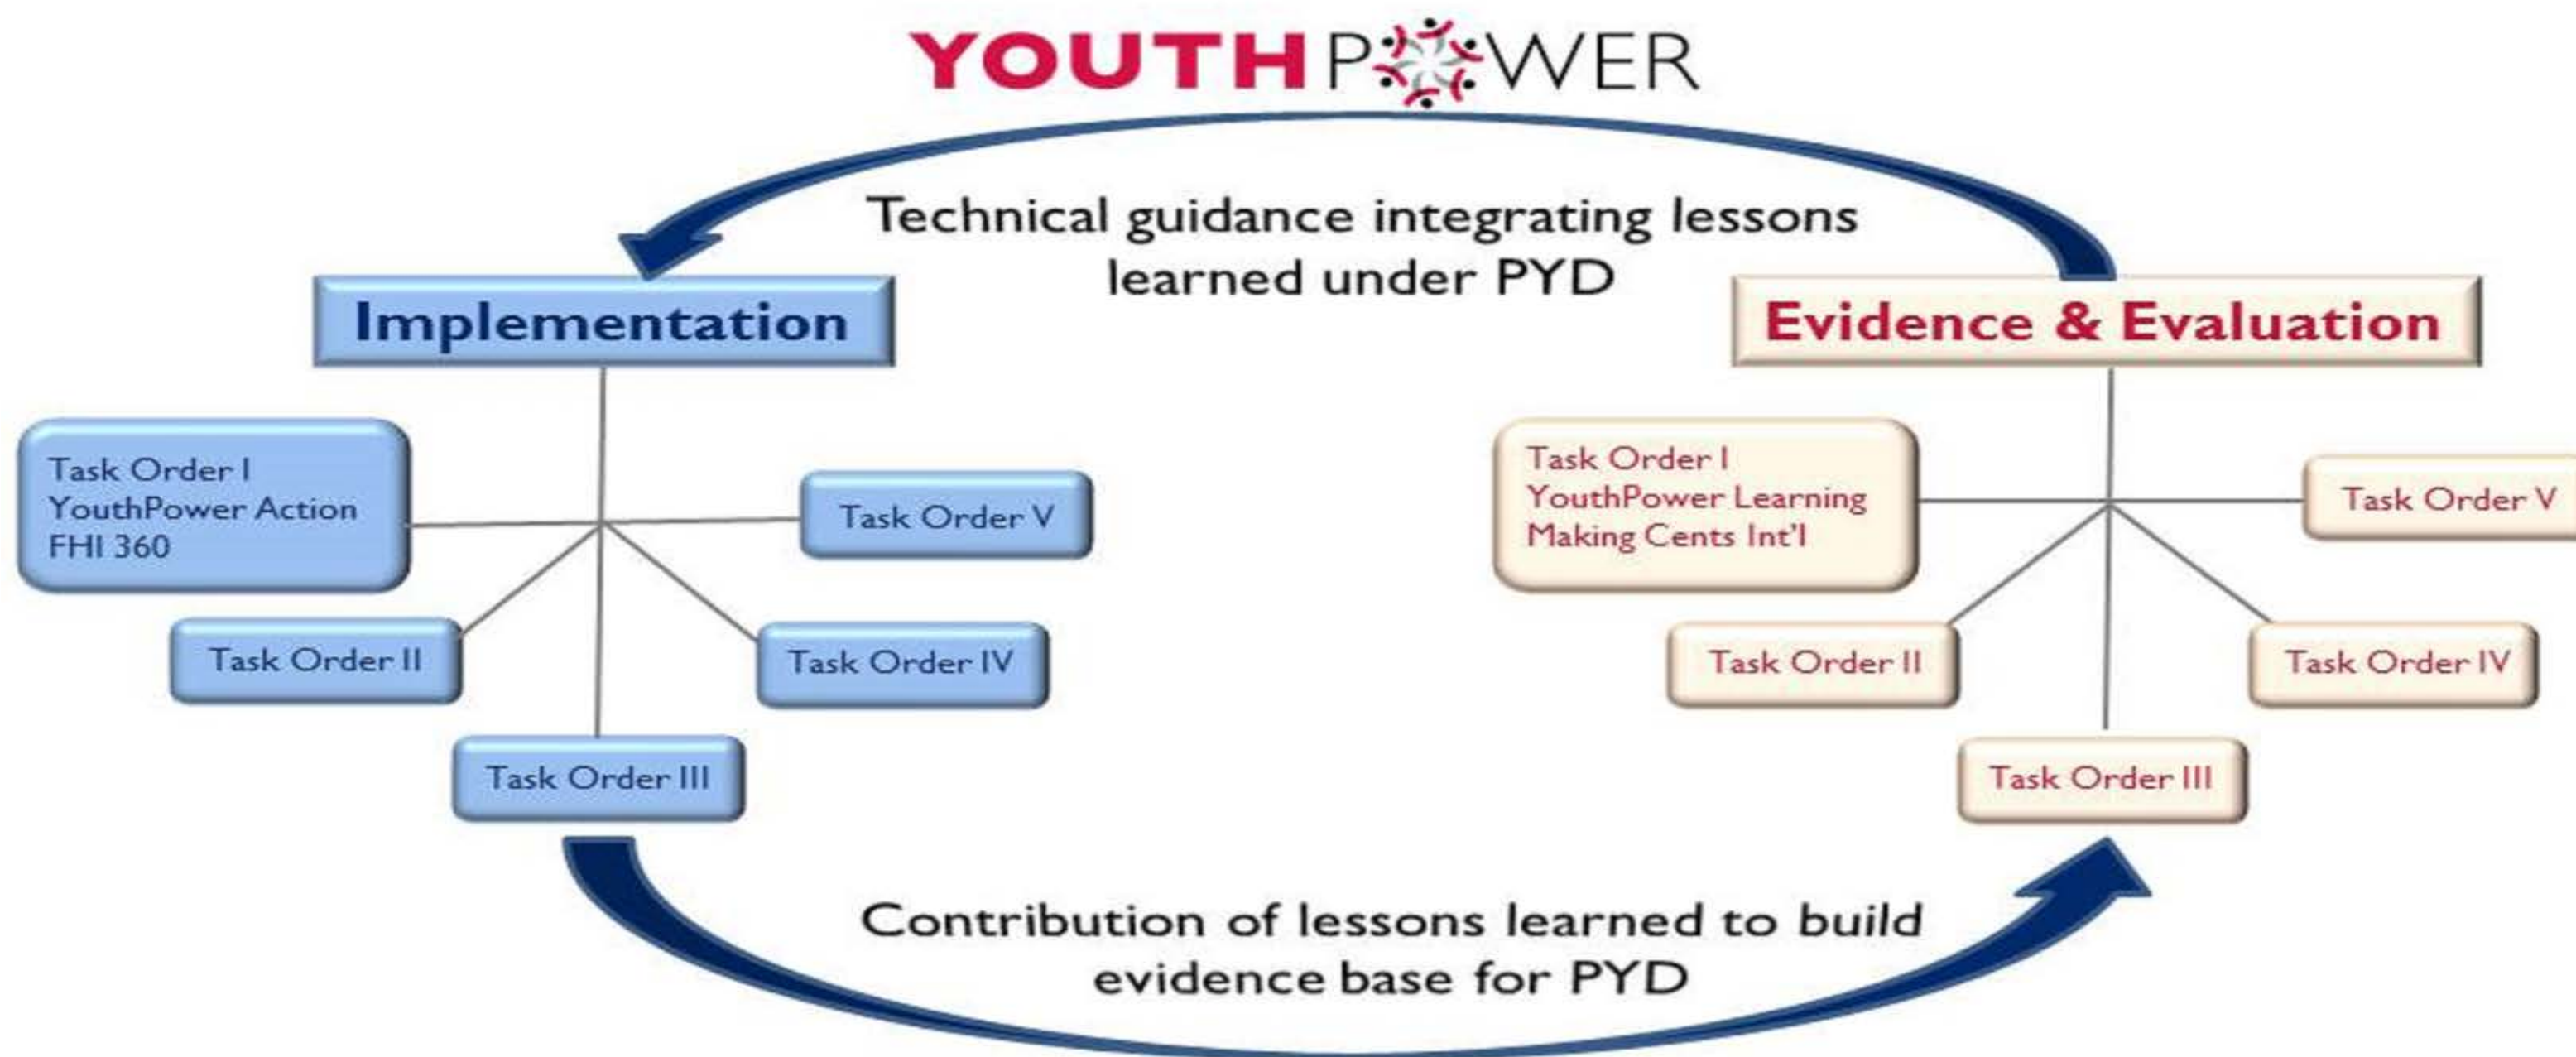 YOUTHPOWER
Technical guidance integrating lessons
learned under PYD
Implementation
Task Order I
YouthPower Action
FHI 360
Task Order II
Task Order III
Task Order IV
Task Order V
Evidence & Evaluation
Task Order I
YouthPower Learning
Making Cents Int'l
Task Order II
Task Order III
Task Order IV
Task Order V
Contribution of lessons learned to build
evidence base for PYD